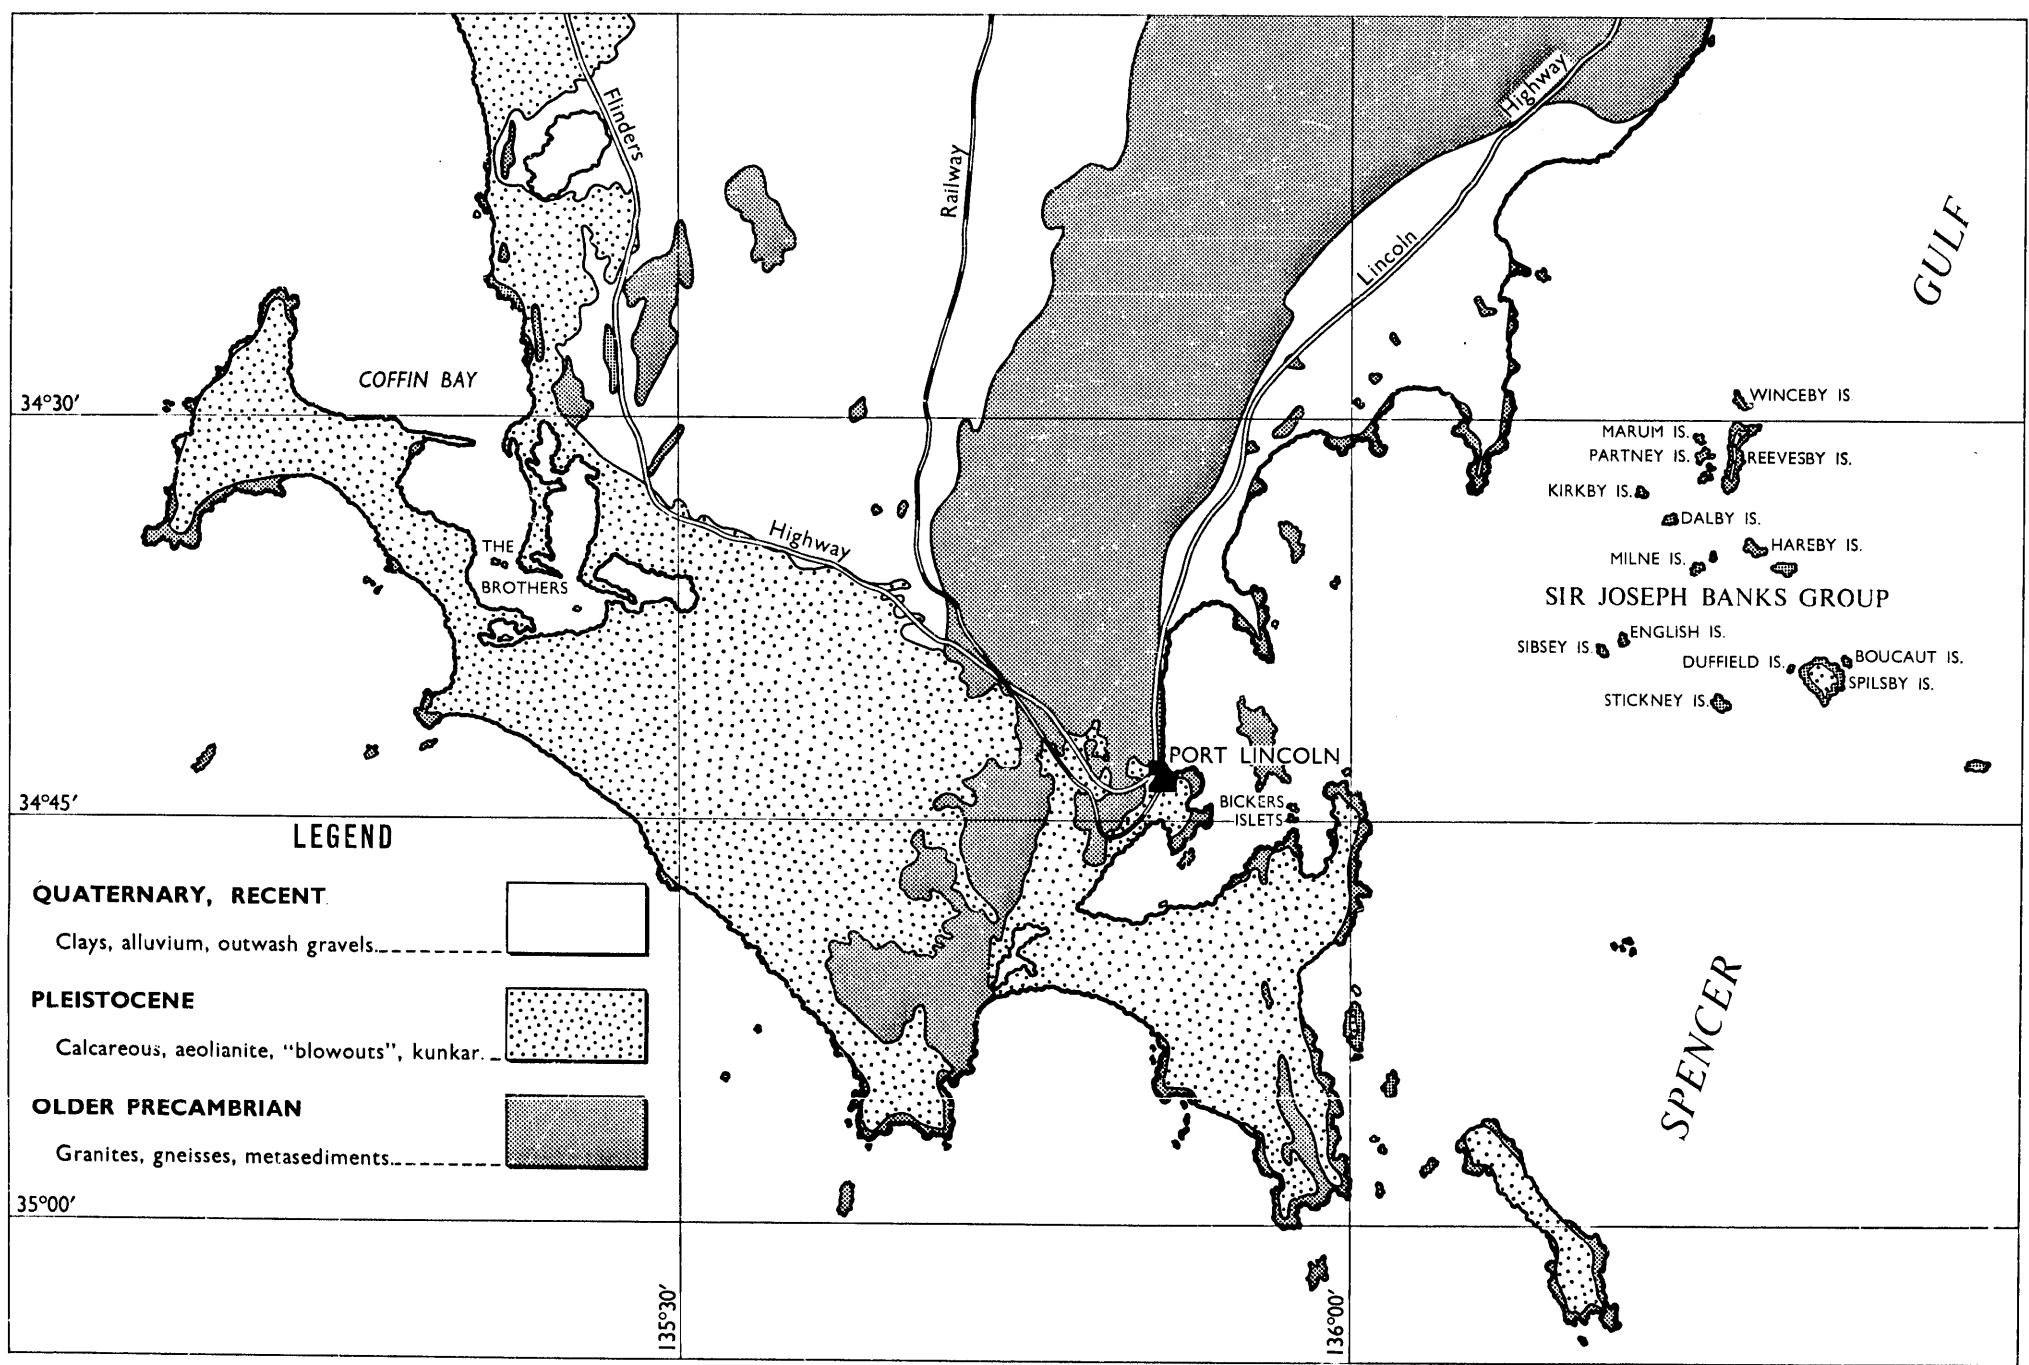 Flinders
Highway
Railway
Lincoln
Highway
GULF
COFFIN BAY
34°30′
WINCEBY IS.
MARUM IS.
PARTNEY IS.
REEVESBY IS.
KIRKBY IS.
DALBY IS.
HAREBY IS.
MILNE IS.
SIR JOSEPH BANKS GROUP
ENGLISH IS.
SIBSEY IS.
DUFFIELD IS.
BOUCAUT IS.
SPILSBY IS.
STICKNEY IS.
THE
BROTHERS
PORT LINCOLN
BICKERS
ISLETS
34°45′
LEGEND
QUATERNARY, RECENT
Clays, alluvium, outwash gravels.
PLEISTOCENE
Calcareous, aeolianite, "blowouts", kunkar.
OLDER PRECAMBRIAN
Granites, gneisses, metasediments.
SPENCER
35°00′
135°30′
136°00′